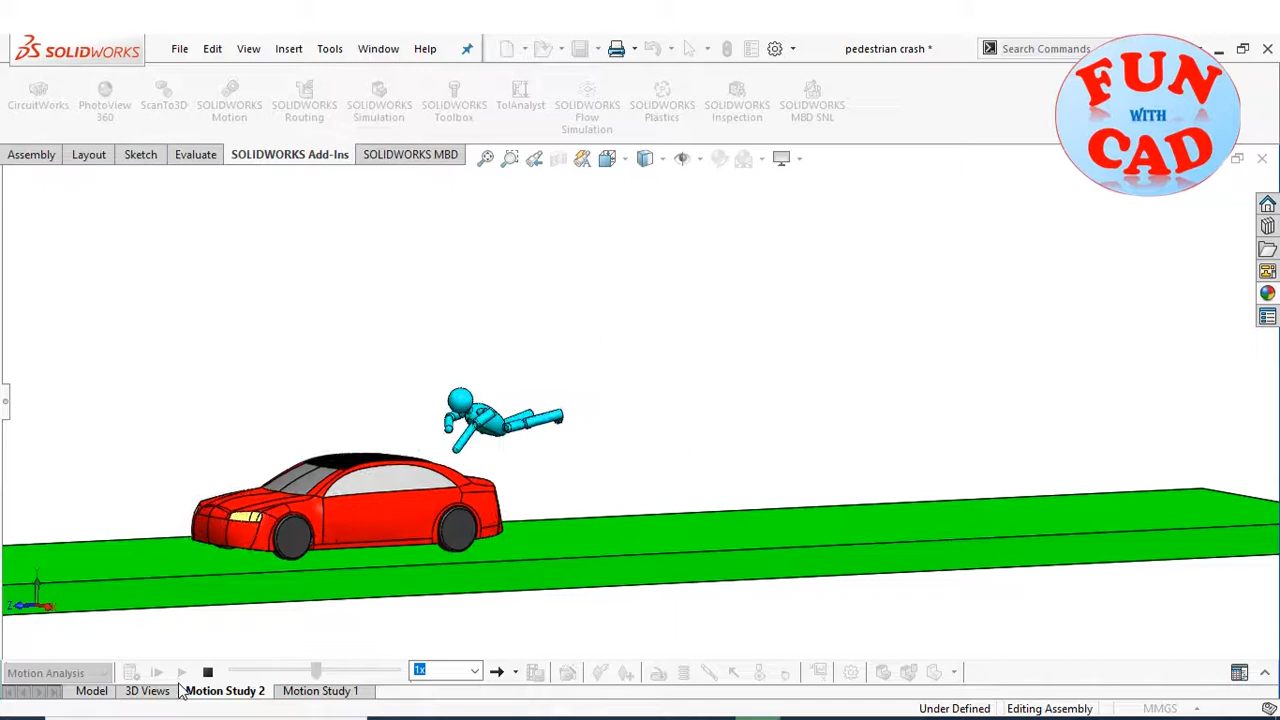 SOLIDWORKS File Edit View Insert Tools Window Help pedestrian crash * Search Commands
FUN
WITH
CAD
CircuitWorks PhotoView 360 ScanTo3D SOLIDWORKS Motion SOLIDWORKS Routing SOLIDWORKS Simulation SOLIDWORKS Toolbox TolAnalyst SOLIDWORKS Flow Simulation SOLIDWORKS Plastics SOLIDWORKS Inspection SOLIDWORKS MBD SNL
Assembly Layout Sketch Evaluate SOLIDWORKS Add-Ins SOLIDWORKS MBD
Y
Z
Motion Analysis 1x
Model 3D Views Motion Study 2 Motion Study 1
Under Defined Editing Assembly MMGS